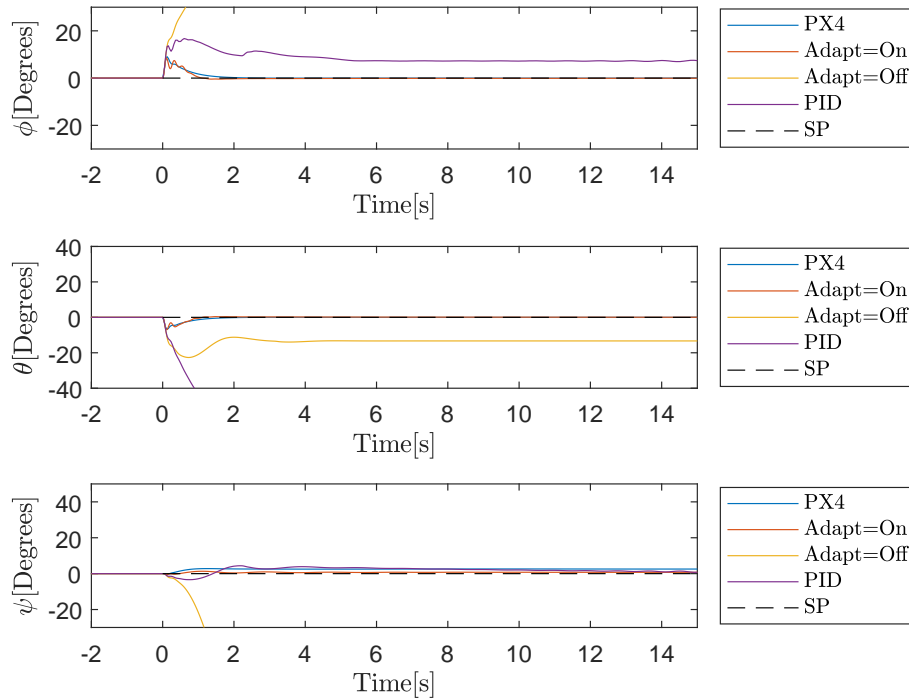 20
0
-20
ϕ[Degrees]
-2 0 2 4 6 8 10 12 14
Time[s]
PX4
Adapt=On
Adapt=Off
PID
SP
40
20
0
-20
-40
θ[Degrees]
-2 0 2 4 6 8 10 12 14
Time[s]
PX4
Adapt=On
Adapt=Off
PID
SP
40
20
0
-20
ψ[Degrees]
-2 0 2 4 6 8 10 12 14
Time[s]
PX4
Adapt=On
Adapt=Off
PID
SP